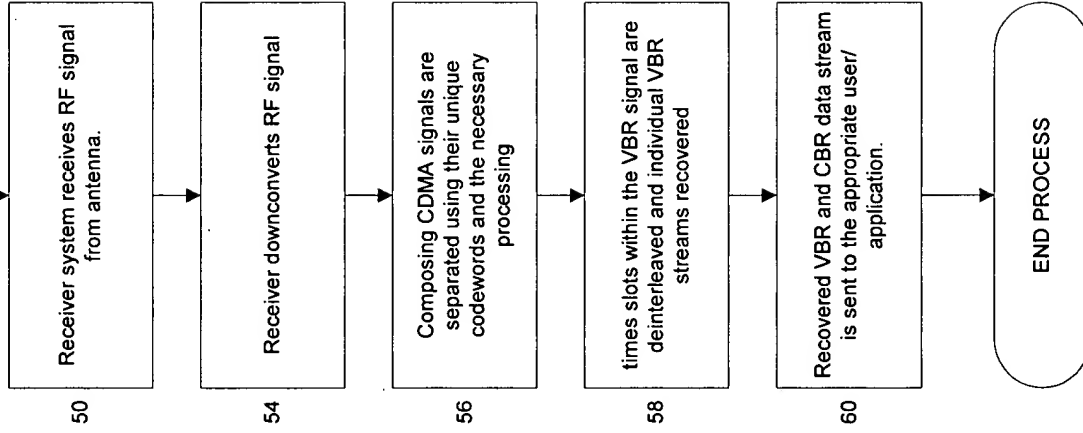 50
Receiver system receives RF signal
from antenna.
54
Receiver downconverts RF signal
56
Composing CDMA signals are
separated using their unique
codewords and the necessary
processing
58
times slots within the VBR signal are
deinterleaved and individual VBR
streams recovered
60
Recovered VBR and CBR data stream
is sent to the appropriate user/
application.
END PROCESS